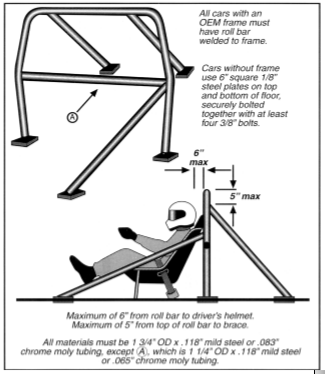 All cars with an
OEM frame must
have roll bar
welded to frame.
Cars without frame
use 6" square 1/8"
steel plates on top
and bottom of floor,
securely bolted
together with at least
four 3/8" bolts.
A
6"
max
5" max
Maximum of 6" from roll bar to driver's helmet.
Maximum of 5" from top of roll bar to brace.
All materials must be 1 3/4" OD x .118" mild steel or .083"
chrome moly tubing, except A, which is 1 1/4" OD x .118" mild steel
or .065" chrome moly tubing.